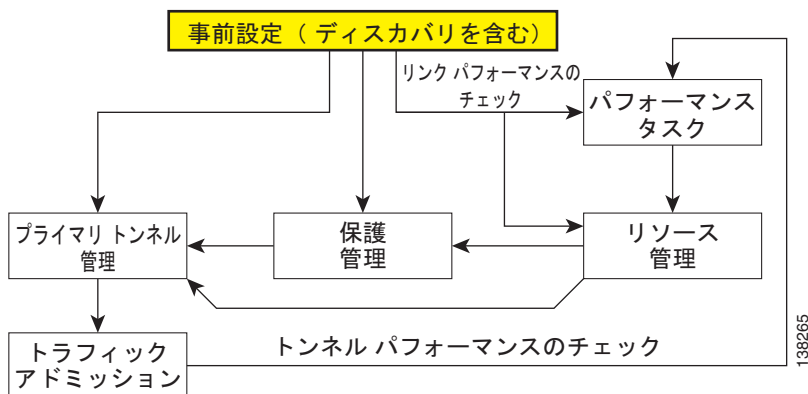 事前設定（ディスカバリを含む）
リンク パフォーマンスの
チェック
パフォーマンス
タスク
プライマリ トンネル
管理
保護
管理
リソース
管理
トラフィック
アドミッション
トンネル パフォーマンスのチェック
138265